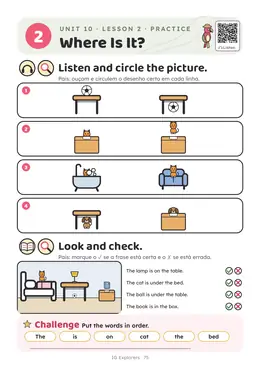 2
UNIT 10 · LESSON 2 · PRACTICE
Where Is It?
Listen and circle the picture.
Pais: ouçam e circulem o desenho certo em cada linha.
1
2
3
4
Look and check.
Pais: marque o ✓ se a frase está certa e o X se está errada.
The lamp is on the table.
The cat is under the bed.
The ball is under the table.
The book is in the box.
Challenge Put the words in order.
The is on cat the bed
IG Explorers · 75